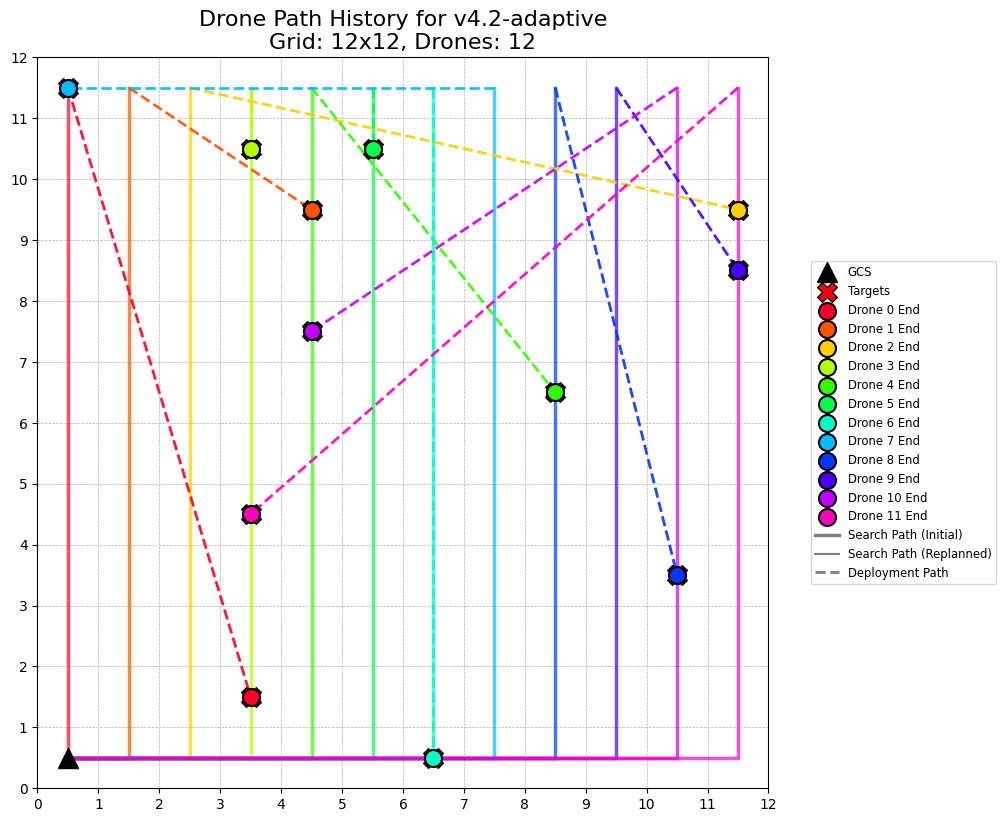 Drone Path History for v4.2-adaptive
Grid: 12x12, Drones: 12
12
11
10
9
8
7
6
5
4
3
2
1
0
0 1 2 3 4 5 6 7 8 9 10 11 12
GCS
Targets
Drone 0 End
Drone 1 End
Drone 2 End
Drone 3 End
Drone 4 End
Drone 5 End
Drone 6 End
Drone 7 End
Drone 8 End
Drone 9 End
Drone 10 End
Drone 11 End
Search Path (Initial)
Search Path (Replanned)
Deployment Path